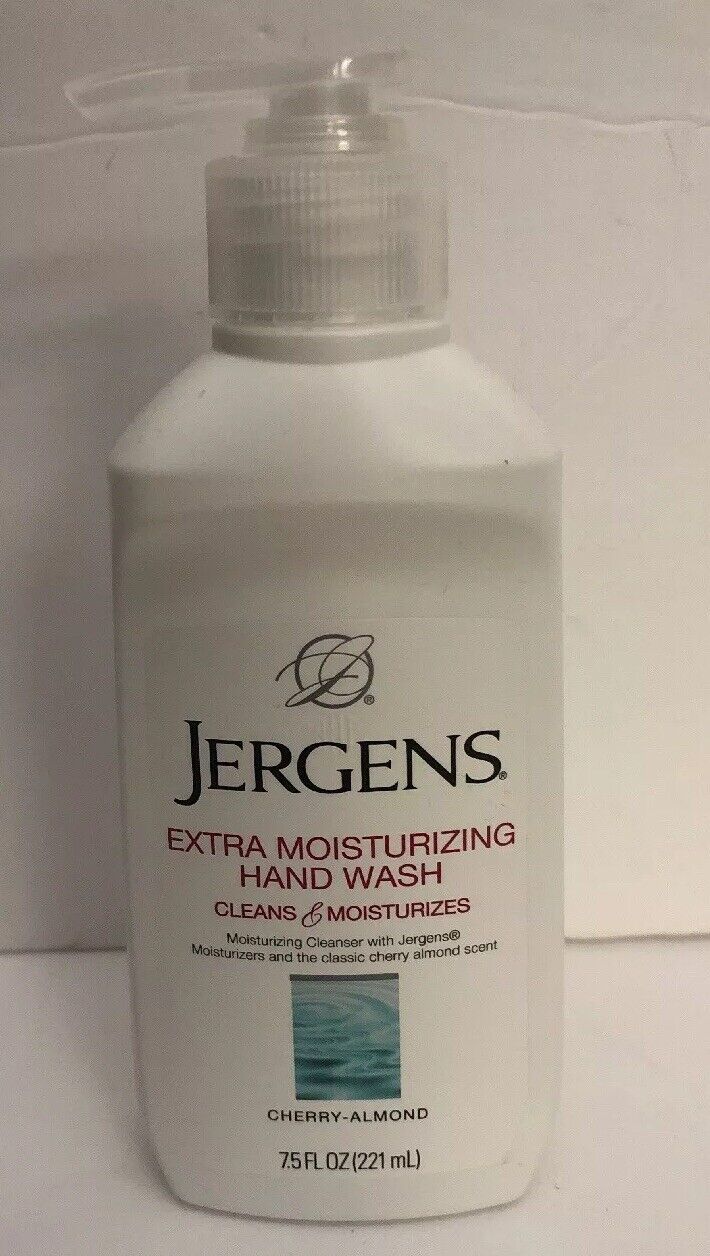 JERGENS®
EXTRA MOISTURIZING
HAND WASH
CLEANS & MOISTURIZES
Moisturizing Cleanser with Jergens®
Moisturizers and the classic cherry almond scent
CHERRY-ALMOND
7.5 FL OZ (221 mL)